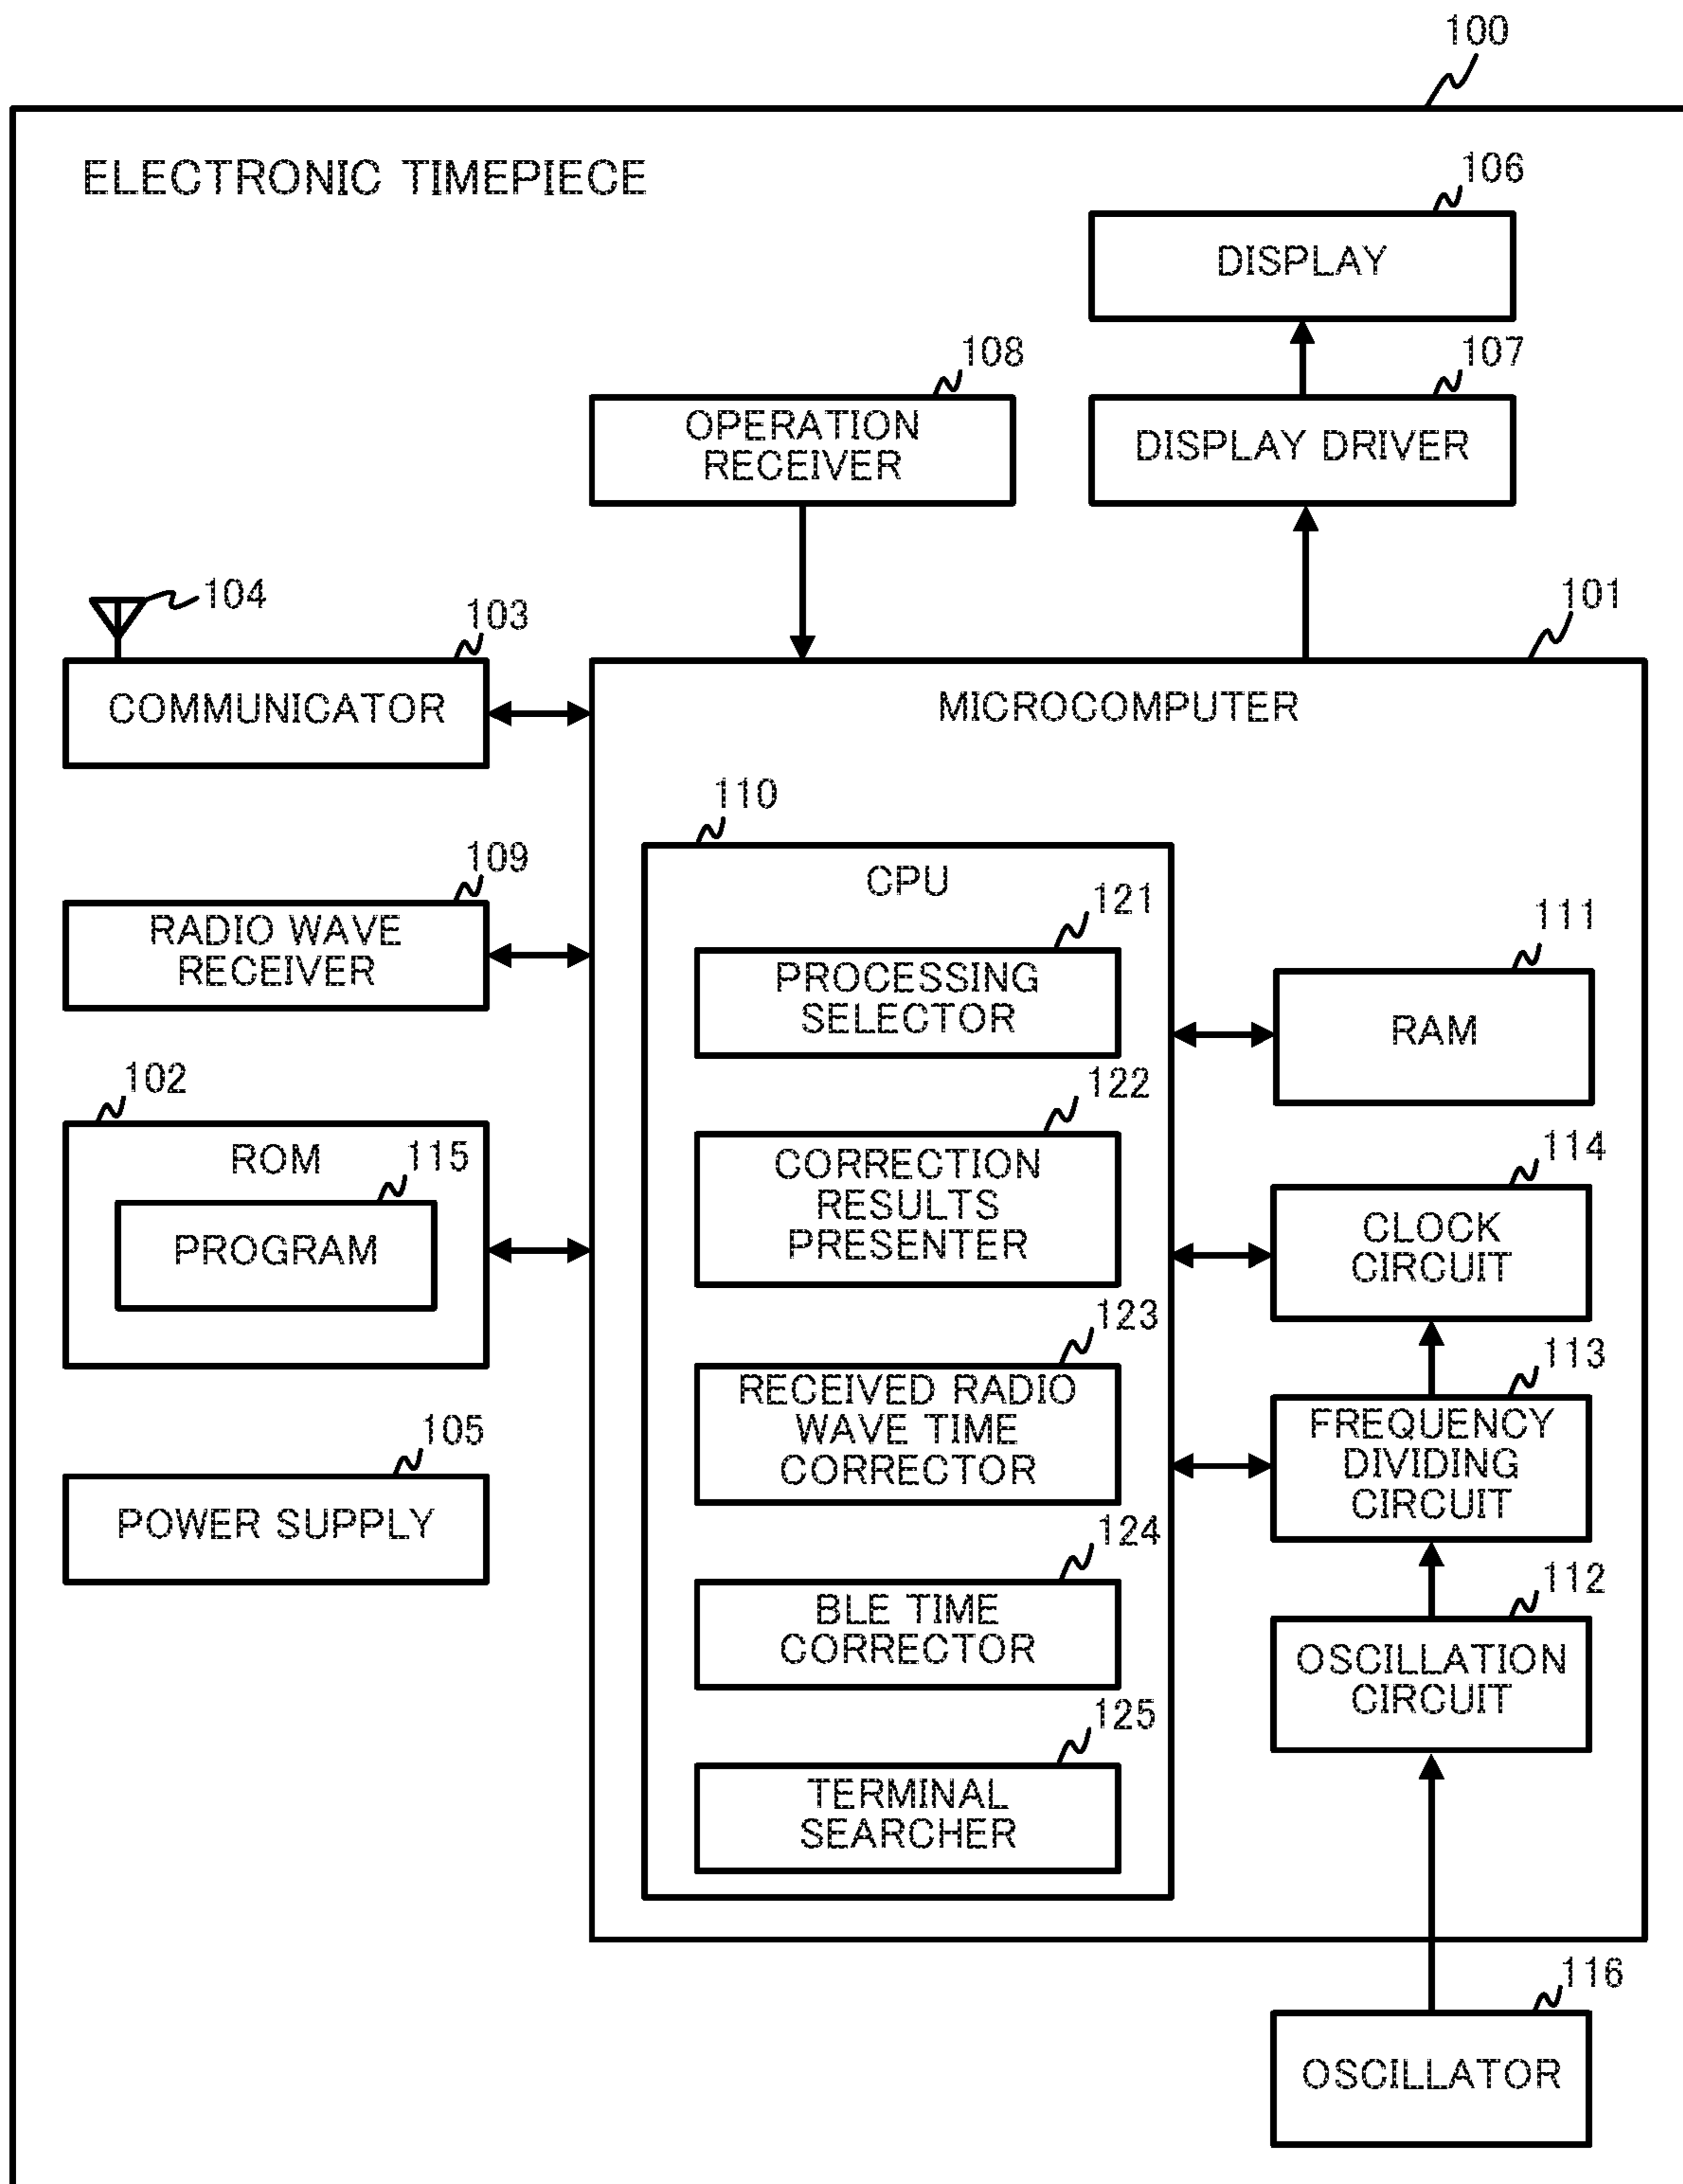 100
ELECTRONIC TIMEPIECE
106
DISPLAY
108
107
OPERATION
RECEIVER
DISPLAY DRIVER
104
103
101
COMMUNICATOR
MICROCOMPUTER
110
109
CPU
RADIO WAVE
RECEIVER
121
111
PROCESSING
SELECTOR
RAM
102
122
ROM
115
PROGRAM
CORRECTION
RESULTS
PRESENTER
114
CLOCK
CIRCUIT
123
113
RECEIVED RADIO
WAVE TIME
CORRECTOR
FREQUENCY
DIVIDING
CIRCUIT
105
POWER SUPPLY
124
112
BLE TIME
CORRECTOR
OSCILLATION
CIRCUIT
125
TERMINAL
SEARCHER
116
OSCILLATOR